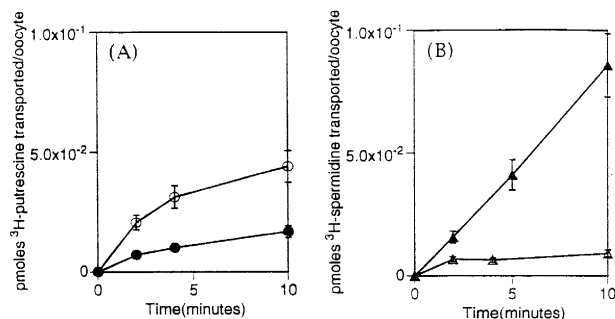 (A)
pmoles ³H-putrescine transported/oocyte
1.0x10⁻¹
5.0x10⁻²
0
0
5
10
Time(minutes)
(B)
pmoles ³H-spermidine transported/oocyte
1.0x10⁻¹
5.0x10⁻²
0
0
5
10
Time(minutes)